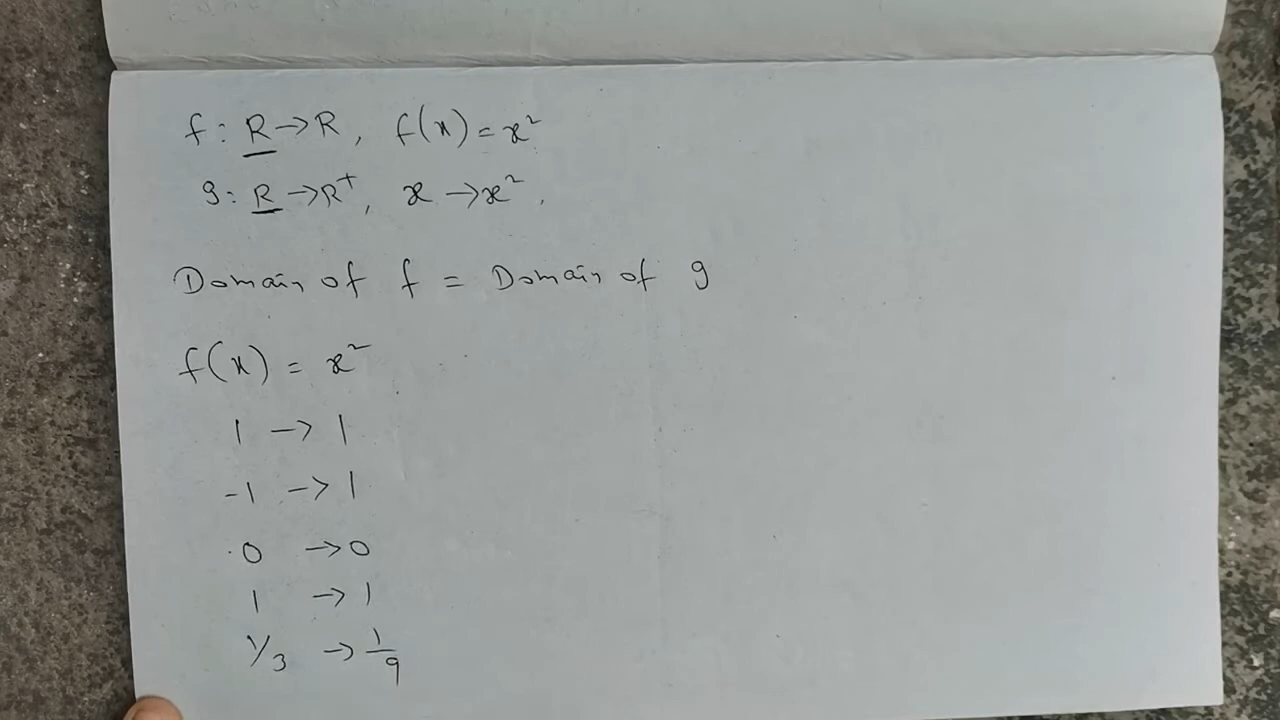 f: R→R, f(x) = x²
g: R→R⁺, x→x²,
Domain of f = Domain of g
f(x) = x²
1 → 1
-1 → 1
0 → 0
1 → 1
1/3 → 1/9